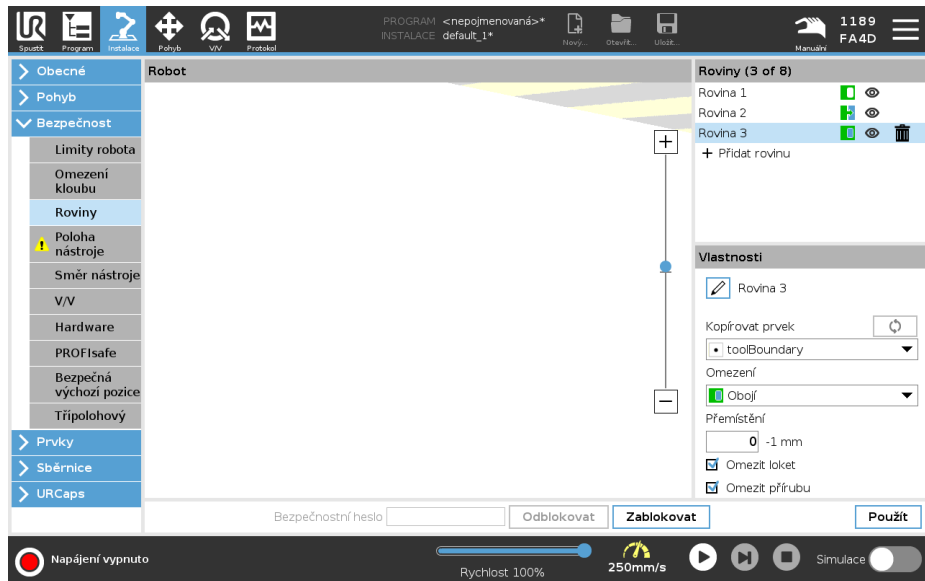 PROGRAM <nepojmenovaná>*
INSTALACE default_1*
Spustit
Program
Instalace
Pohyb
V/V
Protokol
Nový...
Otevřít...
Uložit...
Manuální
1189
FA4D
Obecné
Pohyb
Bezpečnost
Limity robota
Omezení
kloubu
Roviny
Poloha
nástroje
Směr nástroje
V/V
Hardware
PROFIsafe
Bezpečná
výchozí pozice
Třípolohový
Prvky
Sběrnice
URCaps
Robot
Roviny (3 of 8)
Rovina 1
Rovina 2
Rovina 3
+ Přidat rovinu
Vlastnosti
Rovina 3
Kopírovat prvek
toolBoundary
Omezení
Obojí
Přemístění
0 -1 mm
Omezit loket
Omezit přírubu
Bezpečnostní heslo
Odblokovat
Zablokovat
Použít
Napájení vypnuto
Rychlost 100%
250mm/s
Simulace